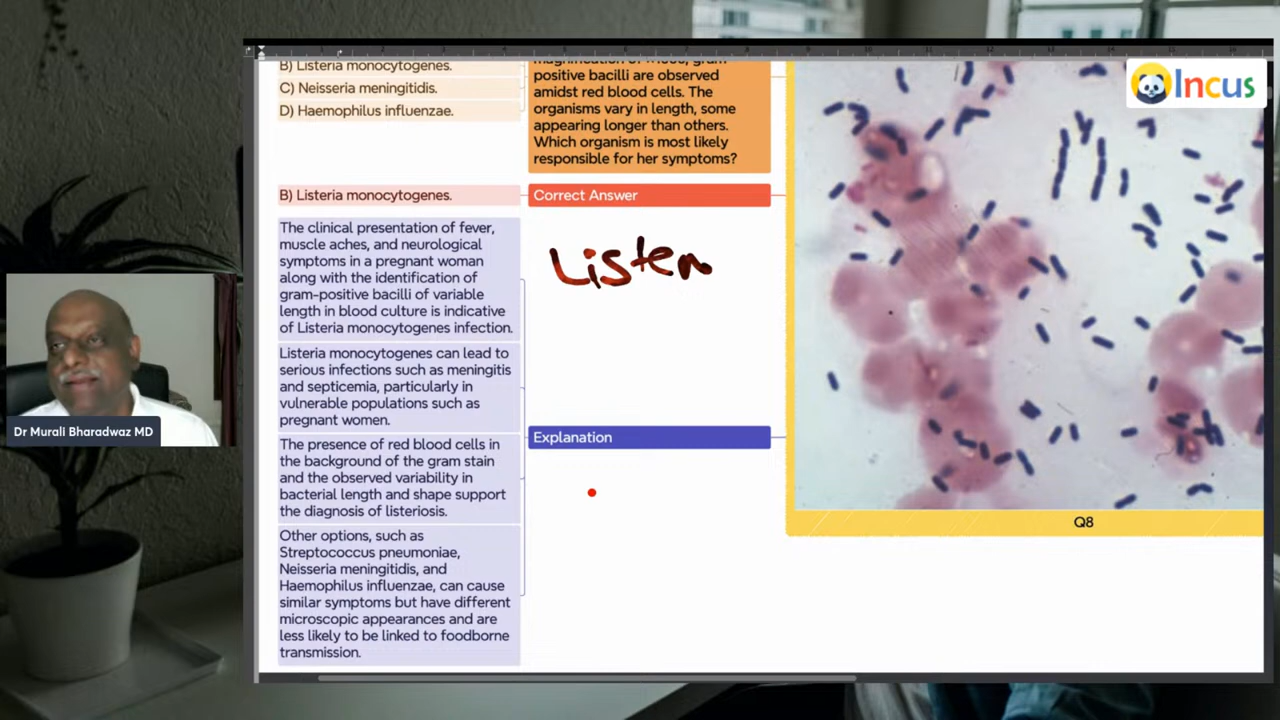 Incus
B) Listeria monocytogenes.
C) Neisseria meningitidis.
D) Haemophilus influenzae.
positive bacilli are observed
amidst red blood cells. The
organisms vary in length, some
appearing longer than others.
Which organism is most likely
responsible for her symptoms?
B) Listeria monocytogenes.
Correct Answer
The clinical presentation of fever,
muscle aches, and neurological
symptoms in a pregnant woman
along with the identification of
gram-positive bacilli of variable
length in blood culture is indicative
of Listeria monocytogenes infection.
Listeria monocytogenes can lead to
serious infections such as meningitis
and septicemia, particularly in
vulnerable populations such as
pregnant women.
The presence of red blood cells in
the background of the gram stain
and the observed variability in
bacterial length and shape support
the diagnosis of listeriosis.
Other options, such as
Streptococcus pneumoniae,
Neisseria meningitidis, and
Haemophilus influenzae, can cause
similar symptoms but have different
microscopic appearances and are
less likely to be linked to foodborne
transmission.
Explanation
Q8
Dr Murali Bharadwaz MD